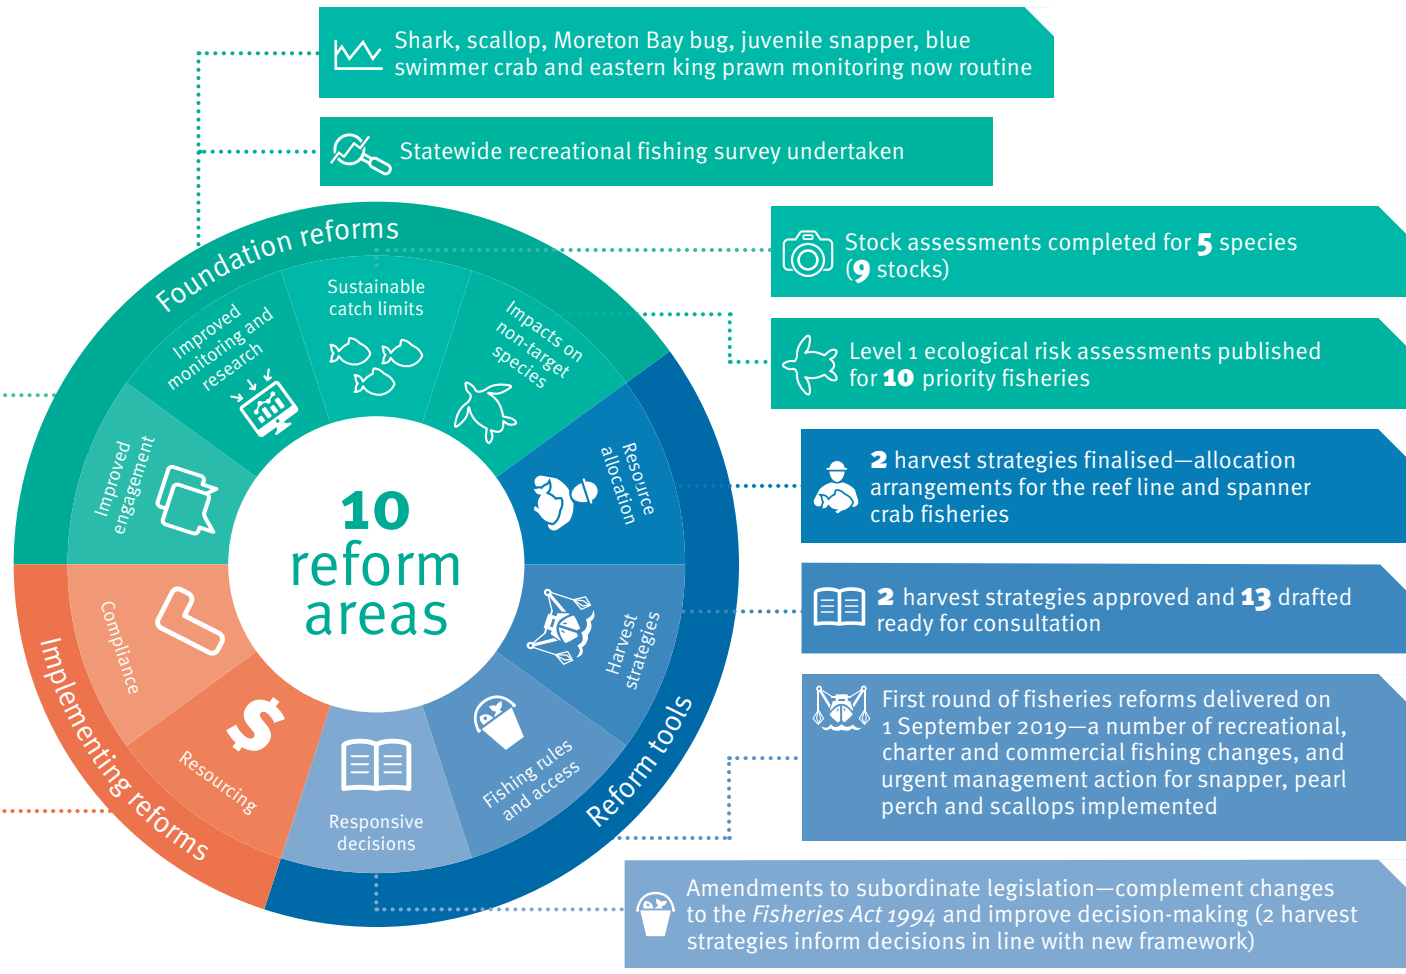 Shark, scallop, Moreton Bay bug, juvenile snapper, blue
swimmer crab and eastern king prawn monitoring now routine
Statewide recreational fishing survey undertaken
Stock assessments completed for 5 species
(9 stocks)
Level 1 ecological risk assessments published
for 10 priority fisheries
2 harvest strategies finalised—allocation
arrangements for the reef line and spanner
crab fisheries
2 harvest strategies approved and 13 drafted
ready for consultation
First round of fisheries reforms delivered on
1 September 2019—a number of recreational,
charter and commercial fishing changes, and
urgent management action for snapper, pearl
perch and scallops implemented
Amendments to subordinate legislation—complement changes
to the Fisheries Act 1994 and improve decision-making (2 harvest
strategies inform decisions in line with new framework)
Foundation reforms
Improved
engagement
Improved
monitoring and
research
Sustainable
catch limits
Impacts on
non-target
species
Reform tools
Resource
allocation
Harvest
strategies
Fishing rules
and access
Responsive
decisions
Implementing reforms
Resourcing
$
Compliance
10
reform
areas